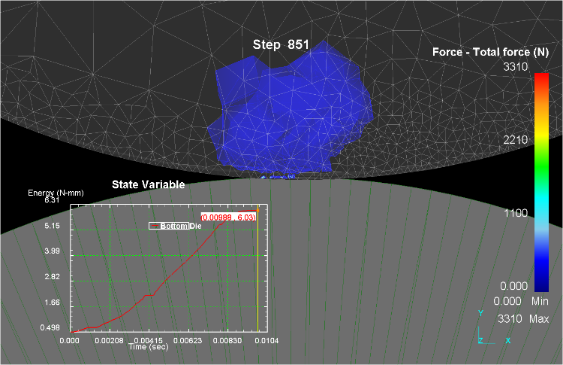 Step 851
Force - Total force (N)
3310
2210
1100
0.000
0.000 Min
3310 Max
State Variable
Energy (N-mm)
6.31
5.15
3.99
2.82
1.66
0.498
(0.00988, 6.03)
Bottom Die
0.000 0.00208 0.00415 0.00623 0.00830 0.0104
Time (sec)
Y
Z X